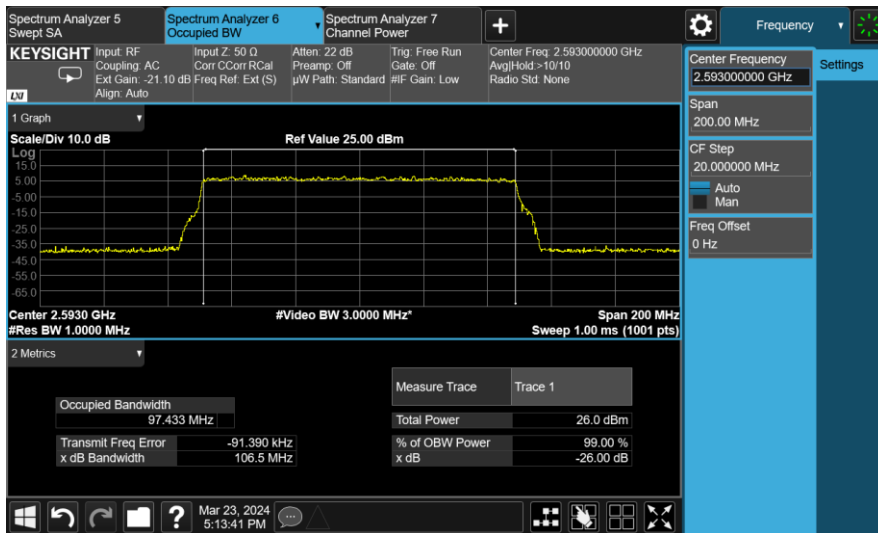 Spectrum Analyzer 5
Swept SA
Spectrum Analyzer 6
Occupied BW
Spectrum Analyzer 7
Channel Power
Frequency
KEYSIGHT
LXI
Input: RF
Coupling: AC
Ext Gain: -21.10 dB
Align: Auto
Input Z: 50 Ω
Corr CCorr RCal
Freq Ref: Ext (S)
Atten: 22 dB
Preamp: Off
µW Path: Standard
Trig: Free Run
Gate: Off
#IF Gain: Low
Center Freq: 2.593000000 GHz
Avg|Hold:>10/10
Radio Std: None
Center Frequency
2.593000000 GHz
Settings
Span
200.00 MHz
CF Step
20.000000 MHz
Auto
Man
Freq Offset
0 Hz
1 Graph
Scale/Div 10.0 dB
Ref Value 25.00 dBm
Log
15.0
5.00
-5.00
-15.0
-25.0
-35.0
-45.0
-55.0
-65.0
Center 2.5930 GHz
#Video BW 3.0000 MHz*
Span 200 MHz
#Res BW 1.0000 MHz
Sweep 1.00 ms (1001 pts)
2 Metrics
Measure Trace
Trace 1
Occupied Bandwidth
97.433 MHz
Total Power
26.0 dBm
Transmit Freq Error
-91.390 kHz
% of OBW Power
99.00 %
x dB Bandwidth
106.5 MHz
x dB
-26.00 dB
?
Mar 23, 2024
5:13:41 PM